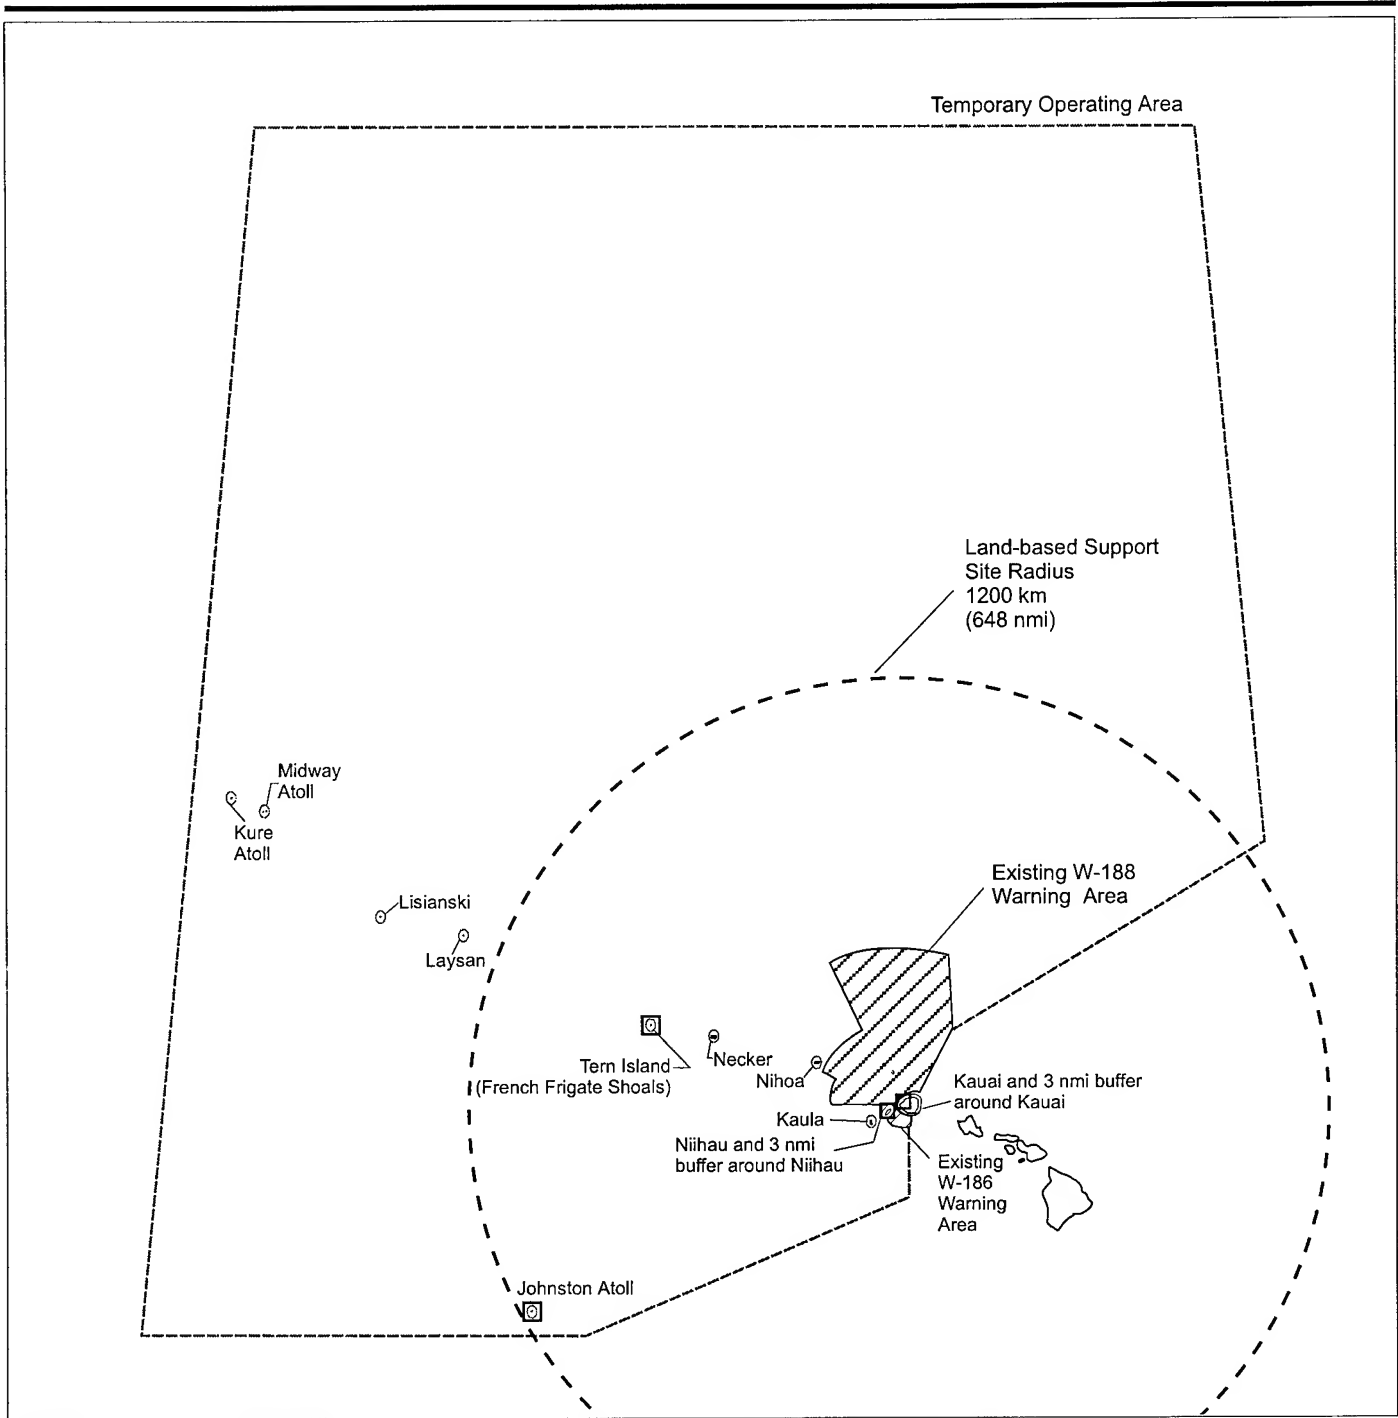 Temporary Operating Area
Land-based Support
Site Radius
1200 km
(648 nmi)
Midway
Atoll
Kure
Atoll
Existing W-188
Warning Area
Lisianski
Laysan
Tern Island
(French Frigate Shoals)
Necker
Nihoa
Kauai and 3 nmi buffer
around Kauai
Kaula
Niihau and 3 nmi
buffer around Niihau
Existing
W-186
Warning
Area
Johnston Atoll